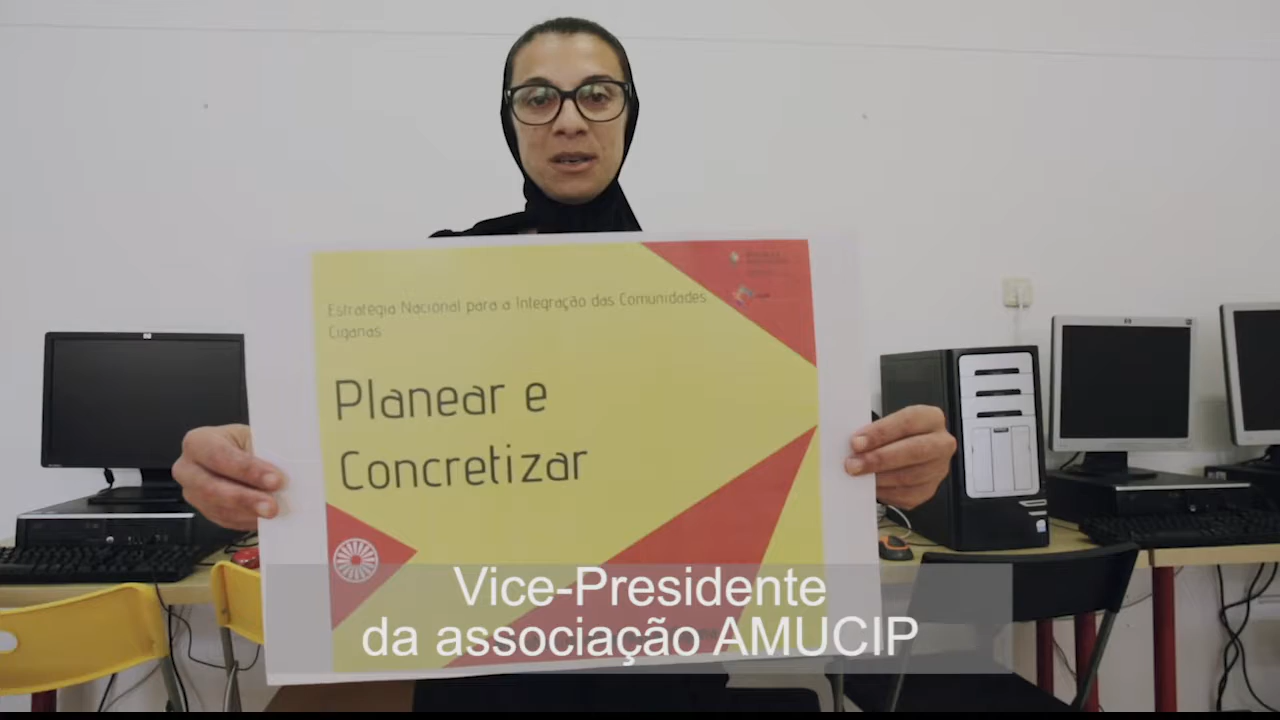 Estratégia Nacional para a Integração das Comunidades
Ciganas
Planear e
Concretizar
Vice-Presidente
da associação AMUCIP